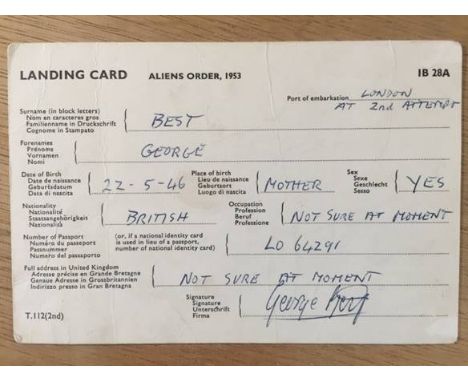 LANDING CARD ALIENS ORDER, 1953 IB 28A
Port of embarkation LONDON
AT 2nd ATTEMPT
Surname (in block letters)
Nom en caractères gros
Familienname in Druckschrift
Cognome in Stampato
BEST
Forenames
Prénoms
Vornamen
Nomi
GEORGE
Date of Birth
Date de naissance
Geburtsdatum
Data di nascita
22-5-46
Place of birth
Lieu de naissance
Geburtsort
Luogo di nascita
MOTHER
Sex
Sexe
Geschlecht
Sesso
YES
Nationality
Nationalité
Staatsangehörigkeit
Nazionalità
BRITISH
Occupation
Profession
Beruf
Professione
NOT SURE AT MOMENT
Number of Passport
Numéro du passeport
Passnummer
Numero del passaporto
(or, if a national identity card
is used in lieu of a passport,
number of national identity card)
LO 64291
Full address in United Kingdom
Adresse précise en Grande Bretagne
Genaue Adresse in Grossbritannien
Indirizzo presso in Gran Bretagna
NOT SURE AT MOMENT
Signature
Signature
Unterschrift
Firma
George Best
T.112(2nd)